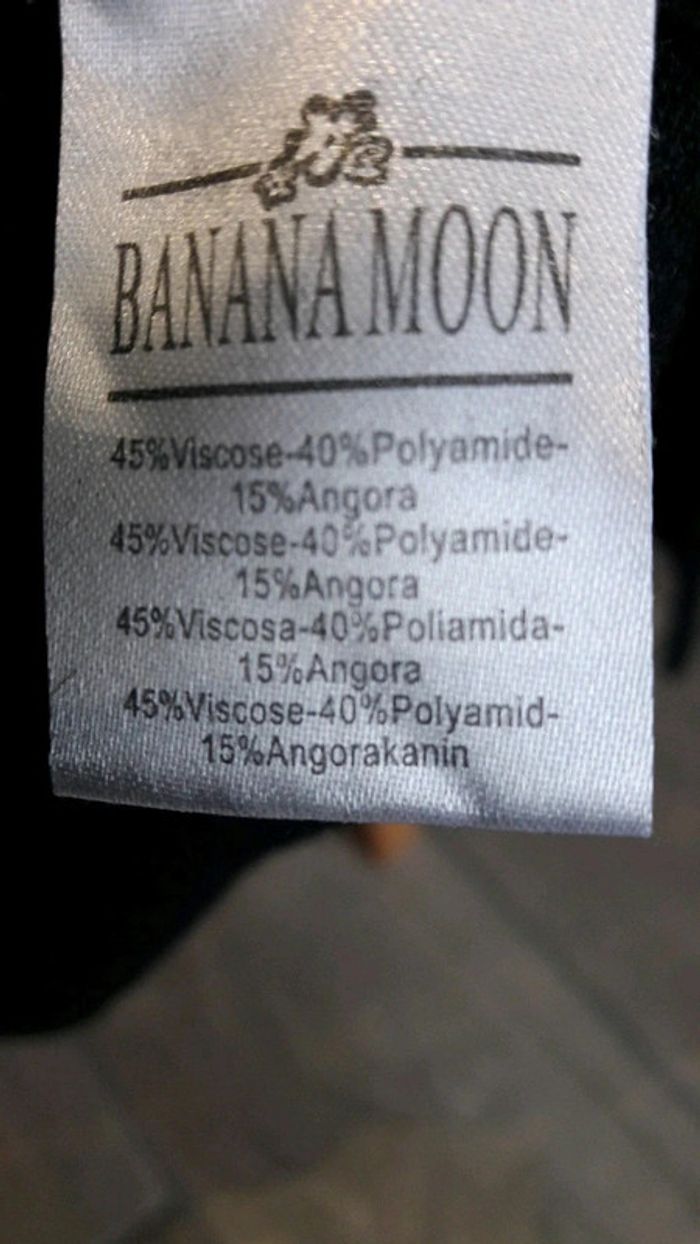 BANANA MOON
45%Viscose-40%Polyamide-
15%Angora
45%Viscose-40%Polyamide-
15%Angora
45%Viscosa-40%Poliamida-
15%Angora
45%Viscose-40%Polyamid-
15%Angorakanin